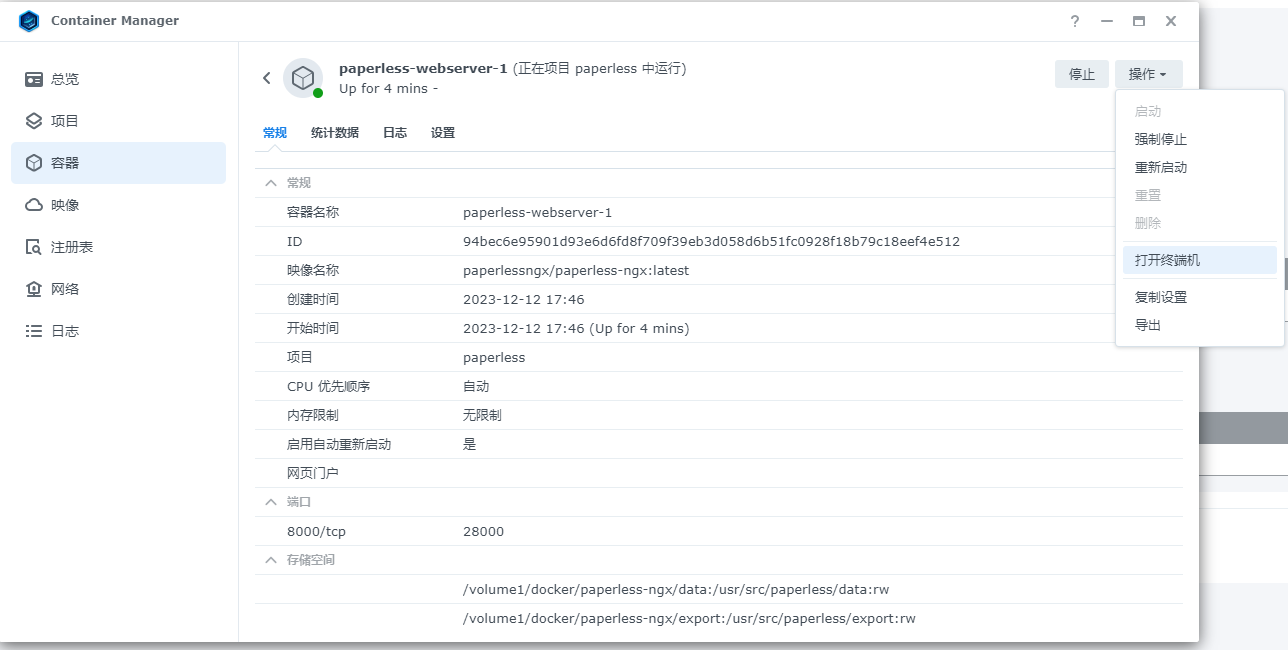 Container Manager
?
总览
项目
容器
映像
注册表
网络
日志
paperless-webserver-1 (正在项目 paperless 中运行)
Up for 4 mins -
停止
操作
启动
强制停止
重新启动
重置
删除
打开终端机
复制设置
导出
常规 统计数据 日志 设置
常规
容器名称 paperless-webserver-1
ID 94bec6e95901d93e6d6fd8f709f39eb3d058d6b51fc0928f18b79c18eef4e512
映像名称 paperlessngx/paperless-ngx:latest
创建时间 2023-12-12 17:46
开始时间 2023-12-12 17:46 (Up for 4 mins)
项目 paperless
CPU 优先顺序 自动
内存限制 无限制
启用自动重新启动 是
网页门户
端口
8000/tcp 28000
存储空间
/volume1/docker/paperless-ngx/data:/usr/src/paperless/data:rw
/volume1/docker/paperless-ngx/export:/usr/src/paperless/export:rw